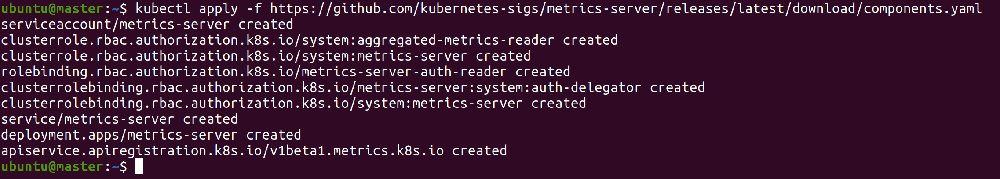 ubuntu@master:~$ kubectl apply -f https://github.com/kubernetes-sigs/metrics-server/releases/latest/download/components.yaml
serviceaccount/metrics-server created
clusterrole.rbac.authorization.k8s.io/system:aggregated-metrics-reader created
clusterrole.rbac.authorization.k8s.io/system:metrics-server created
rolebinding.rbac.authorization.k8s.io/metrics-server-auth-reader created
clusterrolebinding.rbac.authorization.k8s.io/metrics-server:system:auth-delegator created
clusterrolebinding.rbac.authorization.k8s.io/system:metrics-server created
service/metrics-server created
deployment.apps/metrics-server created
apiservice.apiregistration.k8s.io/v1beta1.metrics.k8s.io created
ubuntu@master:~$